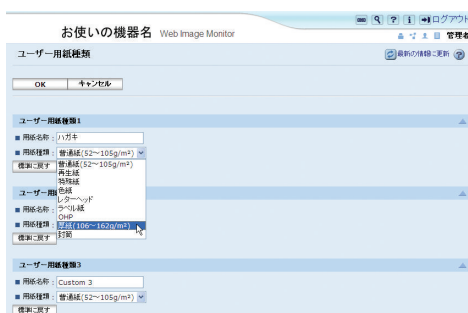 お使いの機器名 Web Image Monitor
ログアウト
管理者
ユーザー用紙種類
最新の情報に更新
OK キャンセル
ユーザー用紙種類1
用紙名称 : ハガキ
用紙種類 : 普通紙(52～105g/m²)
標準に戻す
普通紙(52～105g/m²)
再生紙
特殊紙
色紙
レターヘッド
ラベル紙
OHP
厚紙(106～162g/m²)
封筒
ユーザー用
用紙名称 :
用紙種類 :
標準に戻す
ユーザー用紙種類3
用紙名称 : Custom 3
用紙種類 : 普通紙(52～105g/m²)
標準に戻す